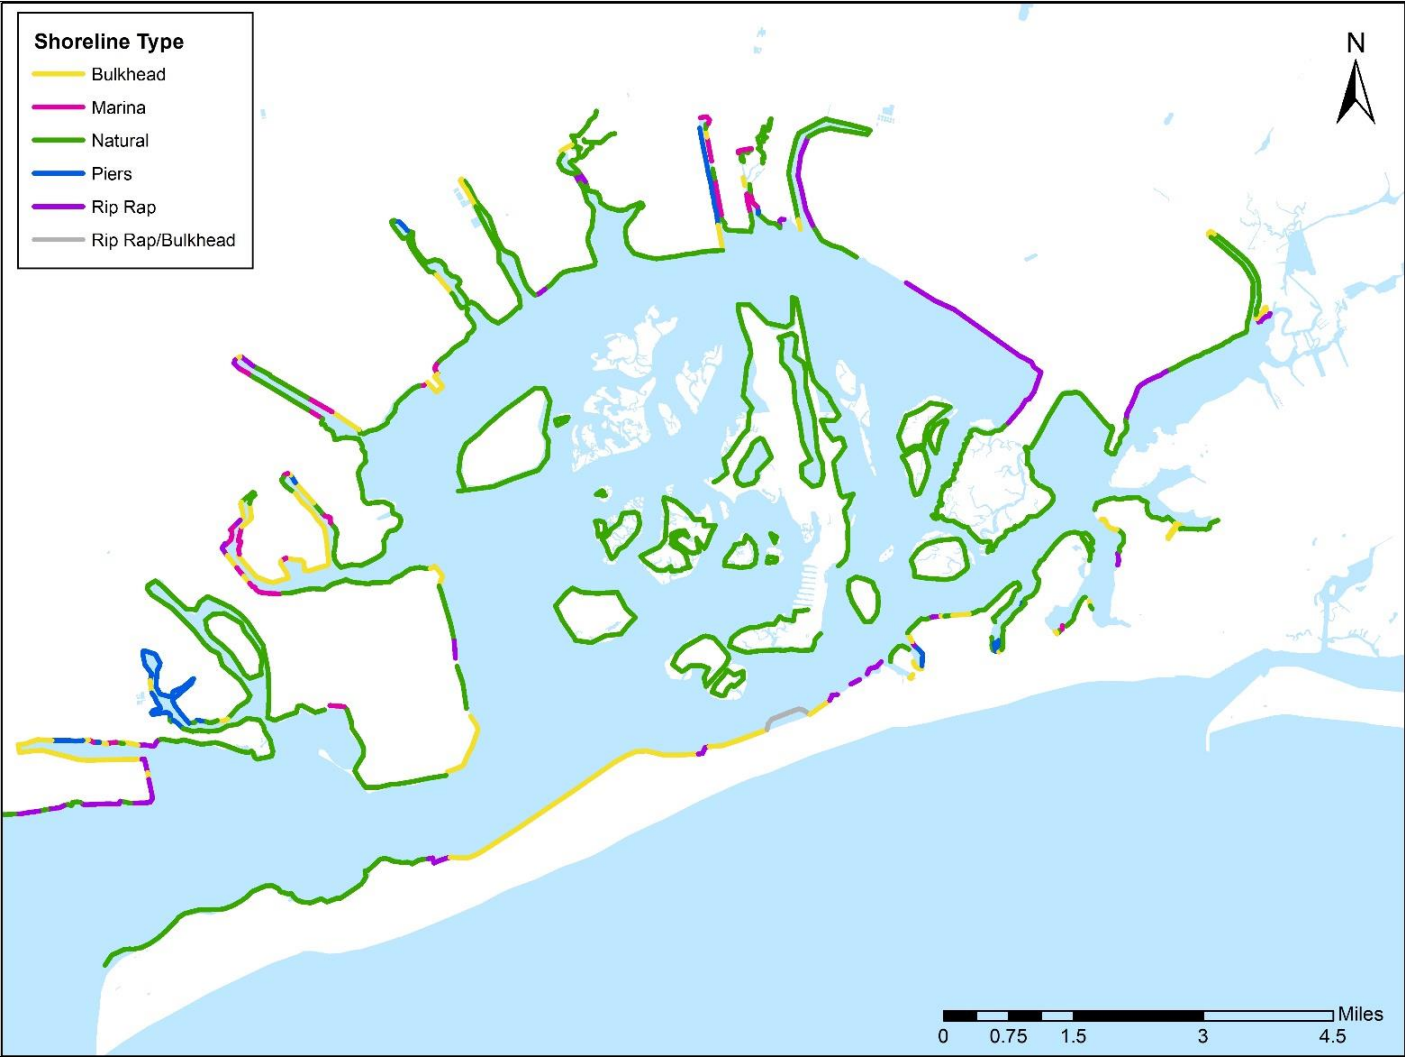 Shoreline Type
Bulkhead
Marina
Natural
Piers
Rip Rap
Rip Rap/Bulkhead
N
Miles
0 0.75 1.5 3 4.5